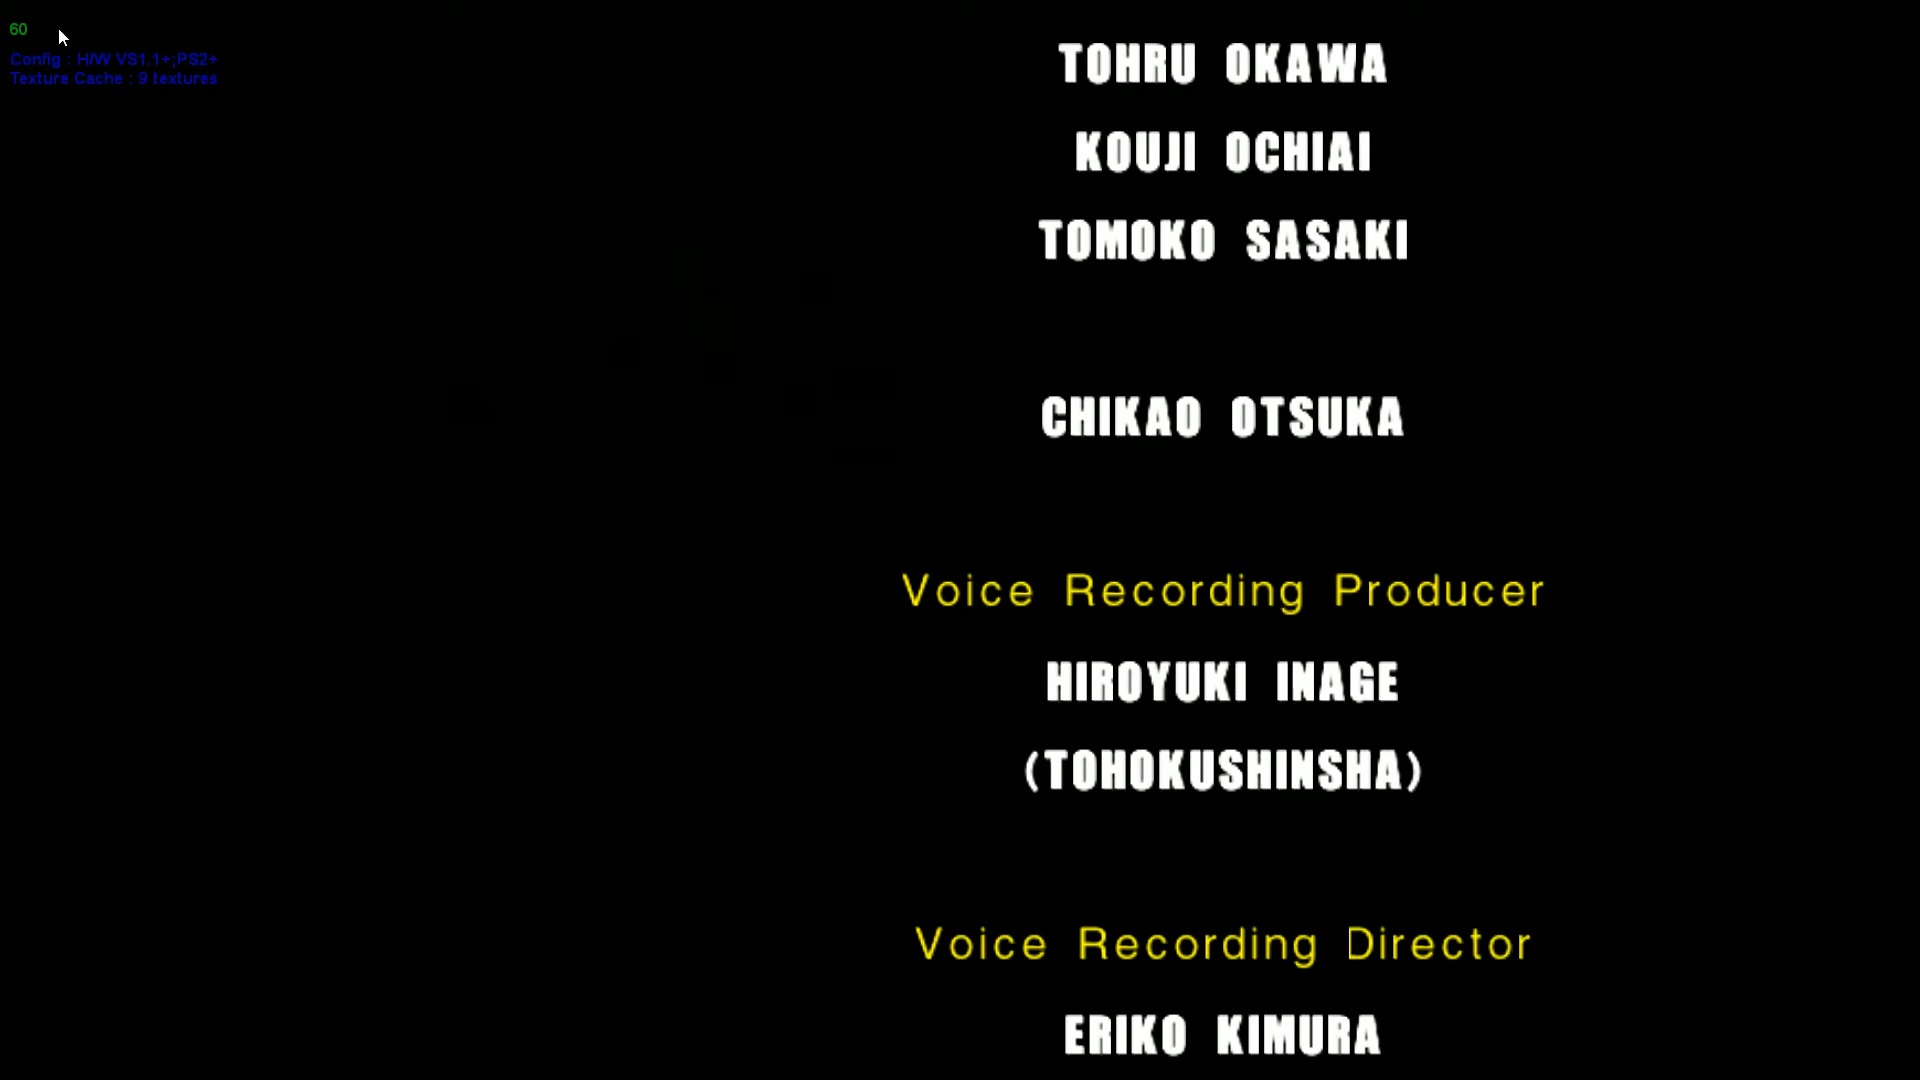 60
Config : H/W VS1.1+;PS2+
Texture Cache : 9 textures
TOHRU OKAWA
KOUJI OCHIAI
TOMOKO SASAKI
CHIKAO OTSUKA
Voice Recording Producer
HIROYUKI INAGE
(TOHOKUSHINSHA)
Voice Recording Director
ERIKO KIMURA